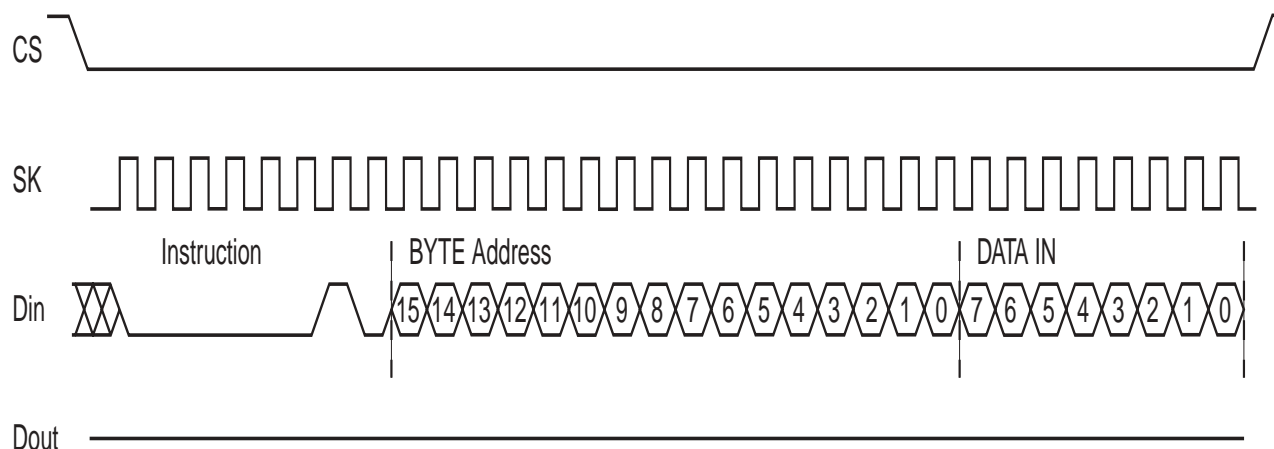 CS
SK
Instruction BYTE Address DATA IN
Din 15 14 13 12 11 10 9 8 7 6 5 4 3 2 1 0 7 6 5 4 3 2 1 0
Dout